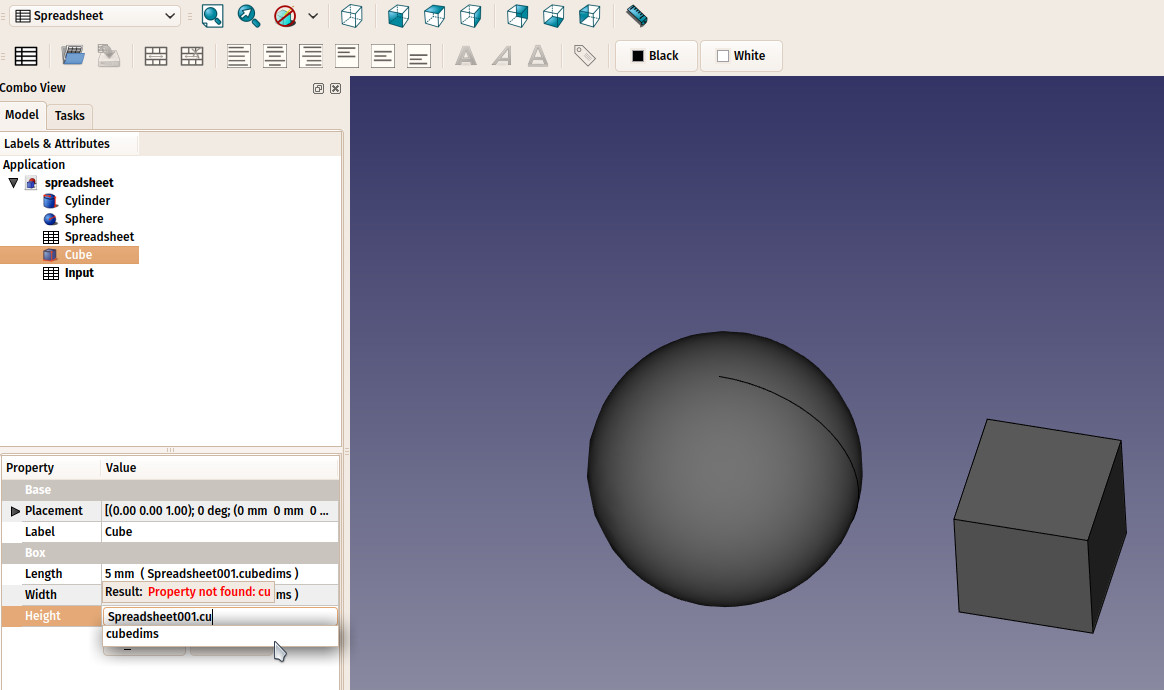 Spreadsheet
Black
White
Combo View
Model
Tasks
Labels & Attributes
Application
spreadsheet
Cylinder
Sphere
Spreadsheet
Cube
Input
Property Value
Base
Placement [(0.00 0.00 1.00); 0 deg; (0 mm 0 mm 0 ...
Label Cube
Box
Length 5 mm ( Spreadsheet001.cubedims )
Width ms )
Result: Property not found: cu
Height Spreadsheet001.cu
cubedims